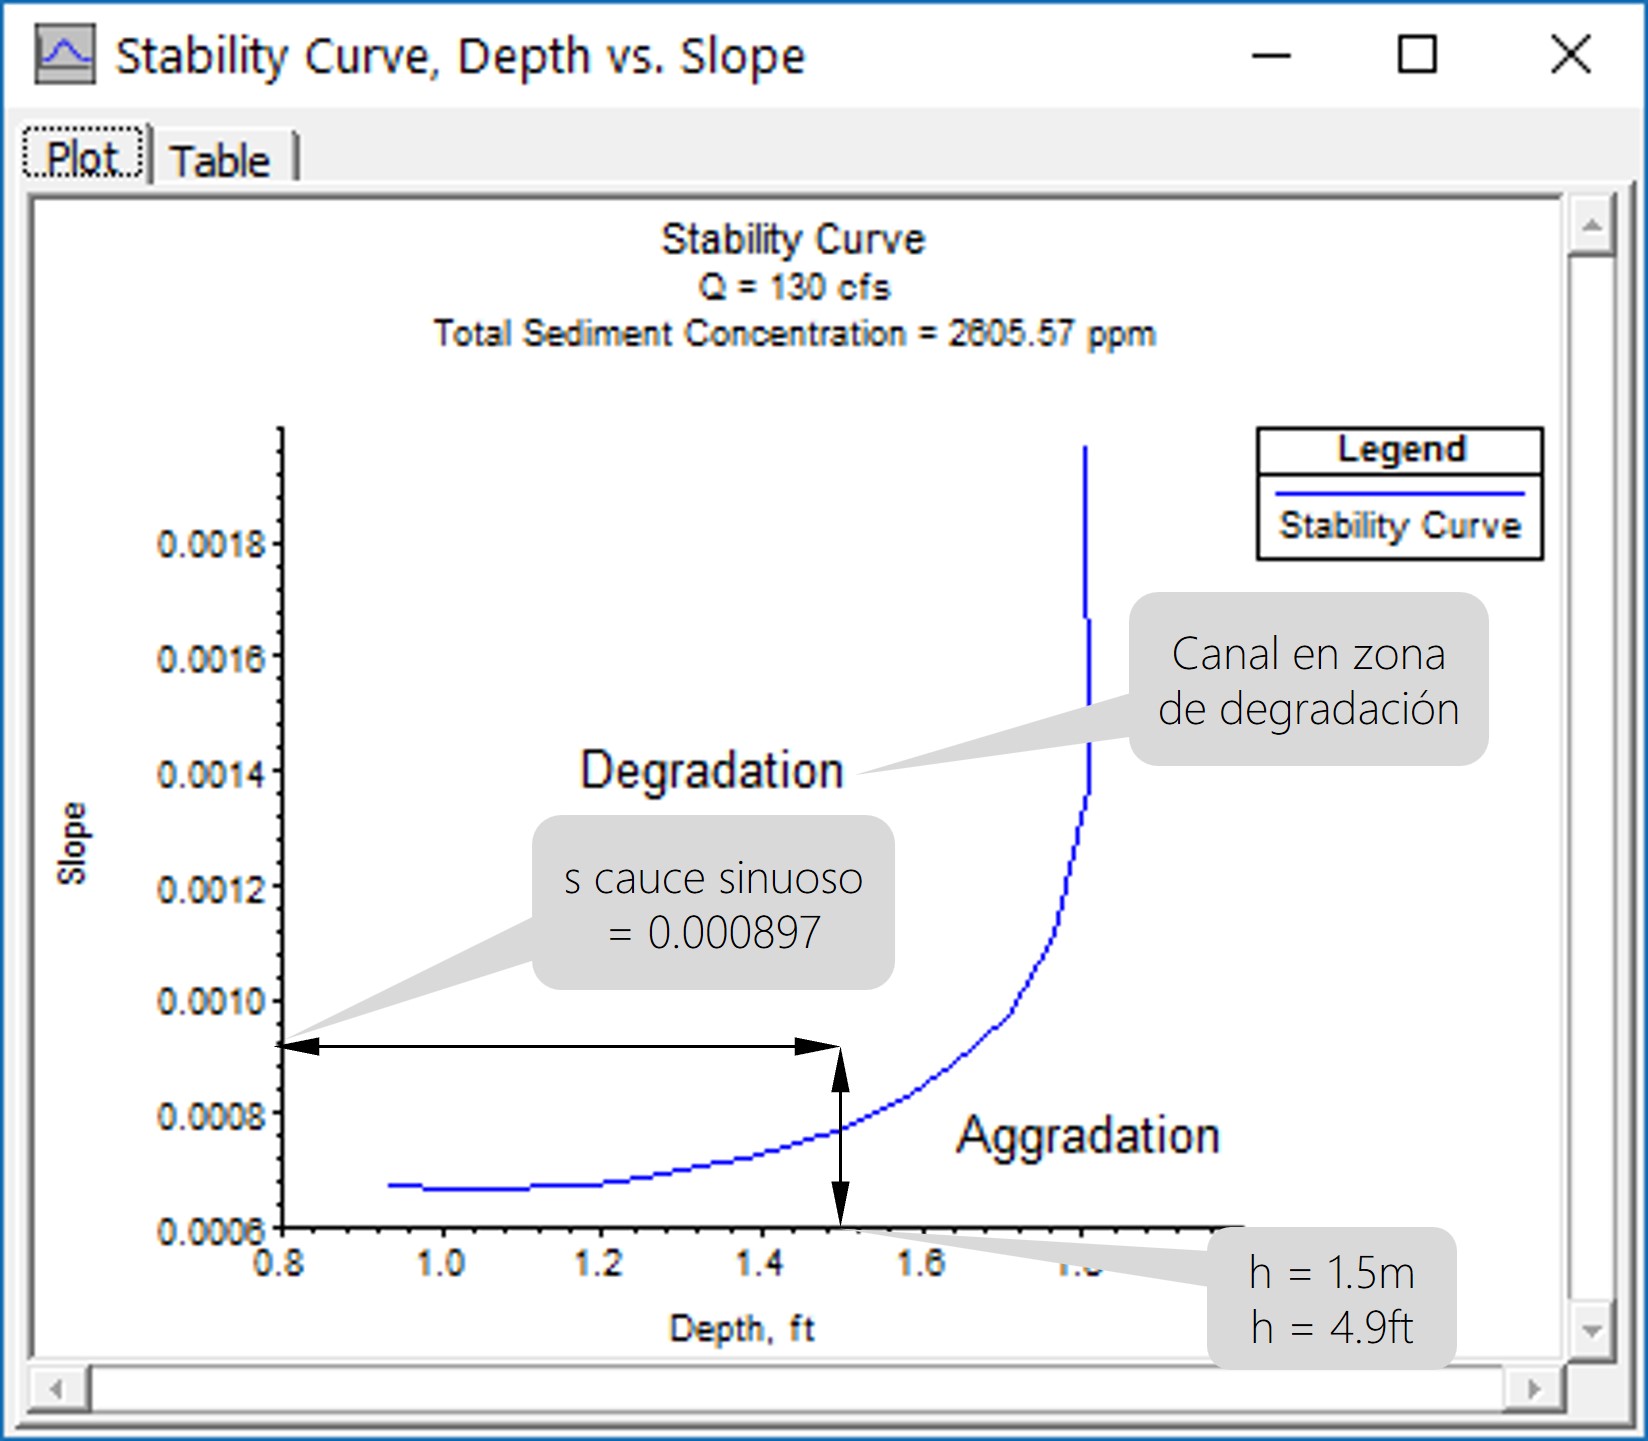 Stability Curve, Depth vs. Slope
Plot
Table
Stability Curve
Q = 130 cfs
Total Sediment Concentration = 2605.57 ppm
Legend
Stability Curve
0.0018
0.0016
0.0014
0.0012
0.0010
0.0008
0.0006
Slope
Canal en zona
de degradación
Degradation
s cauce sinuoso
= 0.000897
Aggradation
0.8
1.0
1.2
1.4
1.6
Depth, ft
h = 1.5m
h = 4.9ft